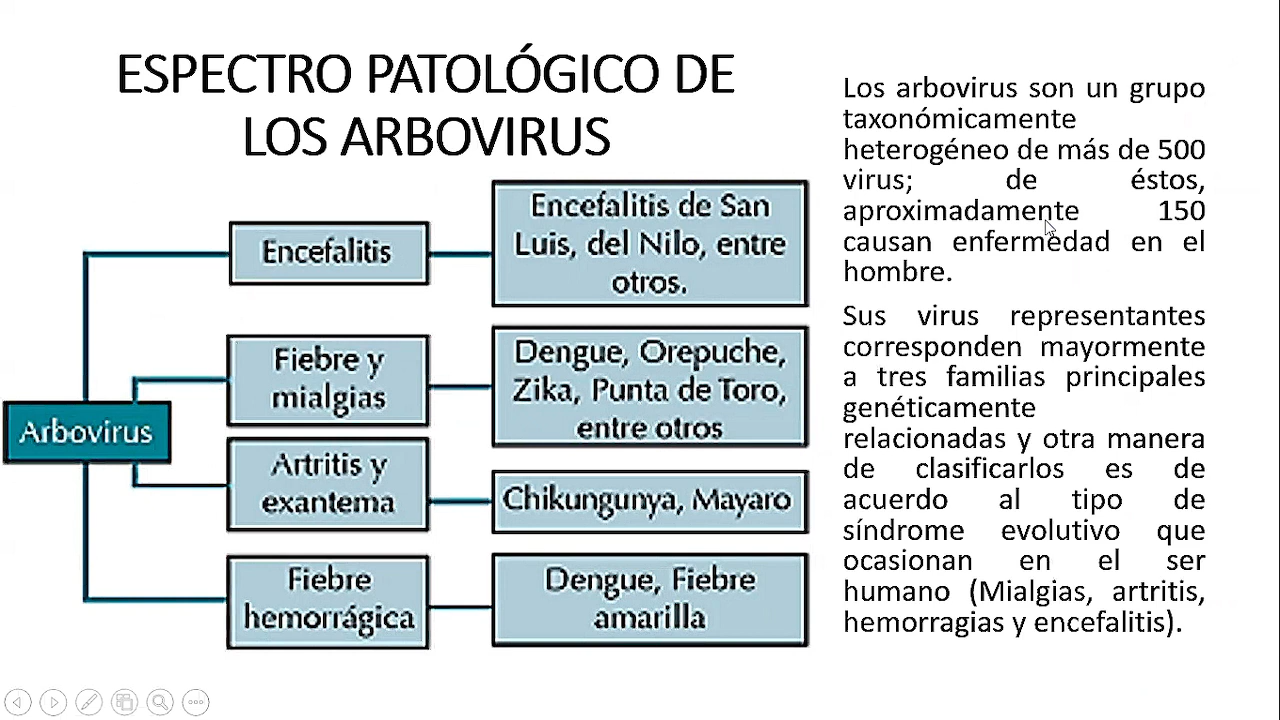 ESPECTRO PATOLÓGICO DE
LOS ARBOVIRUS
Arbovirus
Encefalitis
Encefalitis de San
Luis, del Nilo, entre
otros.
Fiebre y
mialgias
Dengue, Orepuche,
Zika, Punta de Toro,
entre otros
Artritis y
exantema
Chikungunya, Mayaro
Fiebre
hemorrágica
Dengue, Fiebre
amarilla
Los arbovirus son un grupo
taxonómicamente
heterogéneo de más de 500
virus; de éstos,
aproximadamente 150
causan enfermedad en el
hombre.
Sus virus representantes
corresponden mayormente
a tres familias principales
genéticamente
relacionadas y otra manera
de clasificarlos es de
acuerdo al tipo de
síndrome evolutivo que
ocasionan en el ser
humano (Mialgias, artritis,
hemorragias y encefalitis).